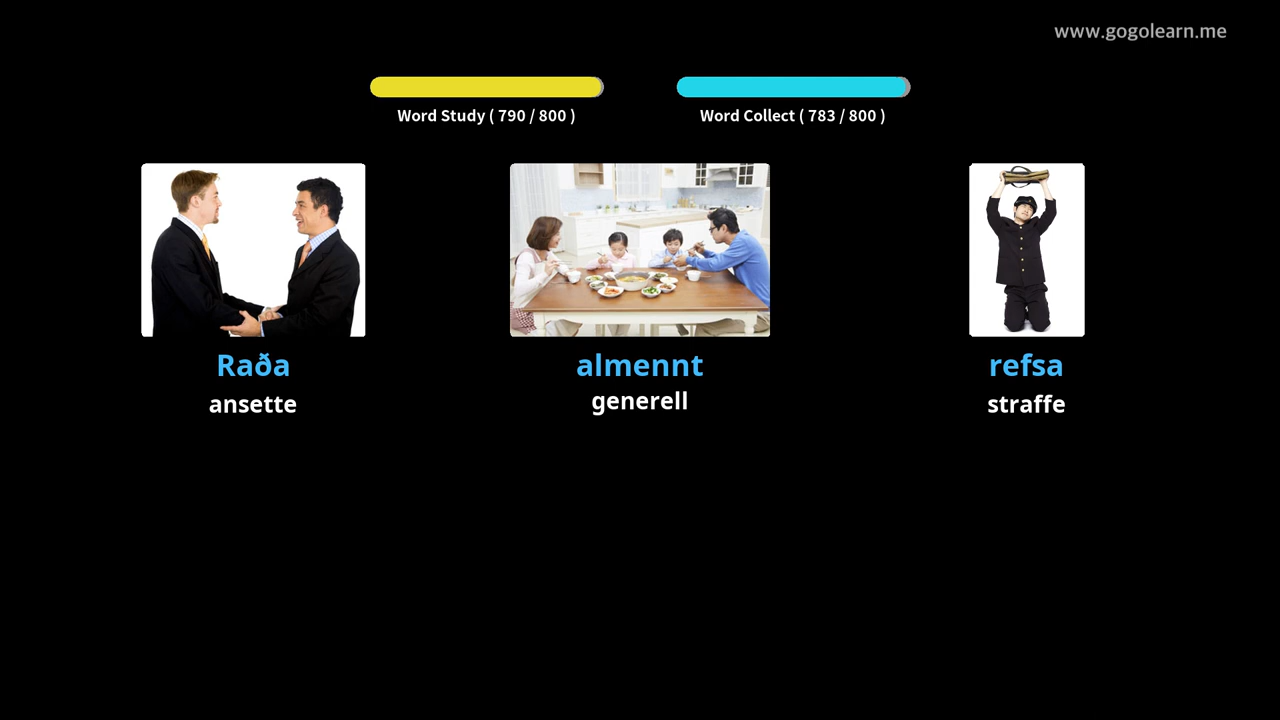 www.gogolearn.me
Word Study ( 790 / 800 )
Word Collect ( 783 / 800 )
Raða
almennt
refsa
ansette
generell
straffe